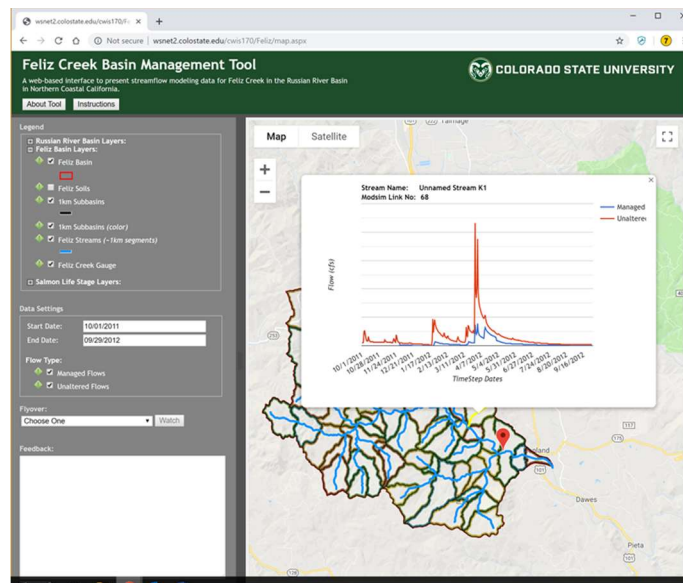 wsnet2.colostate.edu/cwis170/Fe
Not secure
wsnet2.colostate.edu/cwis170/Feliz/map.aspx
Feliz Creek Basin Management Tool
A web-based interface to present streamflow modeling data for Feliz Creek in the Russian River Basin
in Northern Coastal California.
About Tool Instructions
COLORADO STATE UNIVERSITY
Legend
Russian River Basin Layers:
Feliz Basin Layers:
Feliz Basin
Feliz Soils
1km Subbasins
1km Subbasins (color)
Feliz Streams (~1km segments)
Feliz Creek Gauge
Salmon Life Stage Layers:
Data Settings
Start Date: 10/01/2011
End Date: 09/29/2012
Flow Type:
Managed Flows
Unaltered Flows
Flyover:
Choose One Watch
Feedback:
Map Satellite
Talmage
Stream Name: Unnamed Stream K1
Modsim Link No: 68
Managed
Unaltered
Flow (cfs)
10/1/2011
10/28/2011
11/24/2011
12/21/2011
1/17/2012
2/13/2012
3/11/2012
4/7/2012
5/4/2012
5/31/2012
6/27/2012
7/24/2012
8/20/2012
9/16/2012
TimeStep Dates
253
117
175
101
oland
Dawes
Pieta
101
128